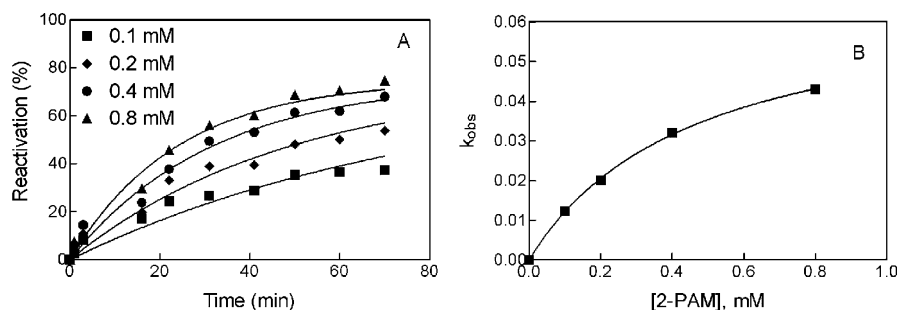 A
0.1 mM
0.2 mM
0.4 mM
0.8 mM
Reactivation (%)
100
80
60
40
20
0
0 20 40 60 80
Time (min)
B
kobs
0.06
0.05
0.04
0.03
0.02
0.01
0.00
0.0 0.2 0.4 0.6 0.8 1.0
[2-PAM], mM